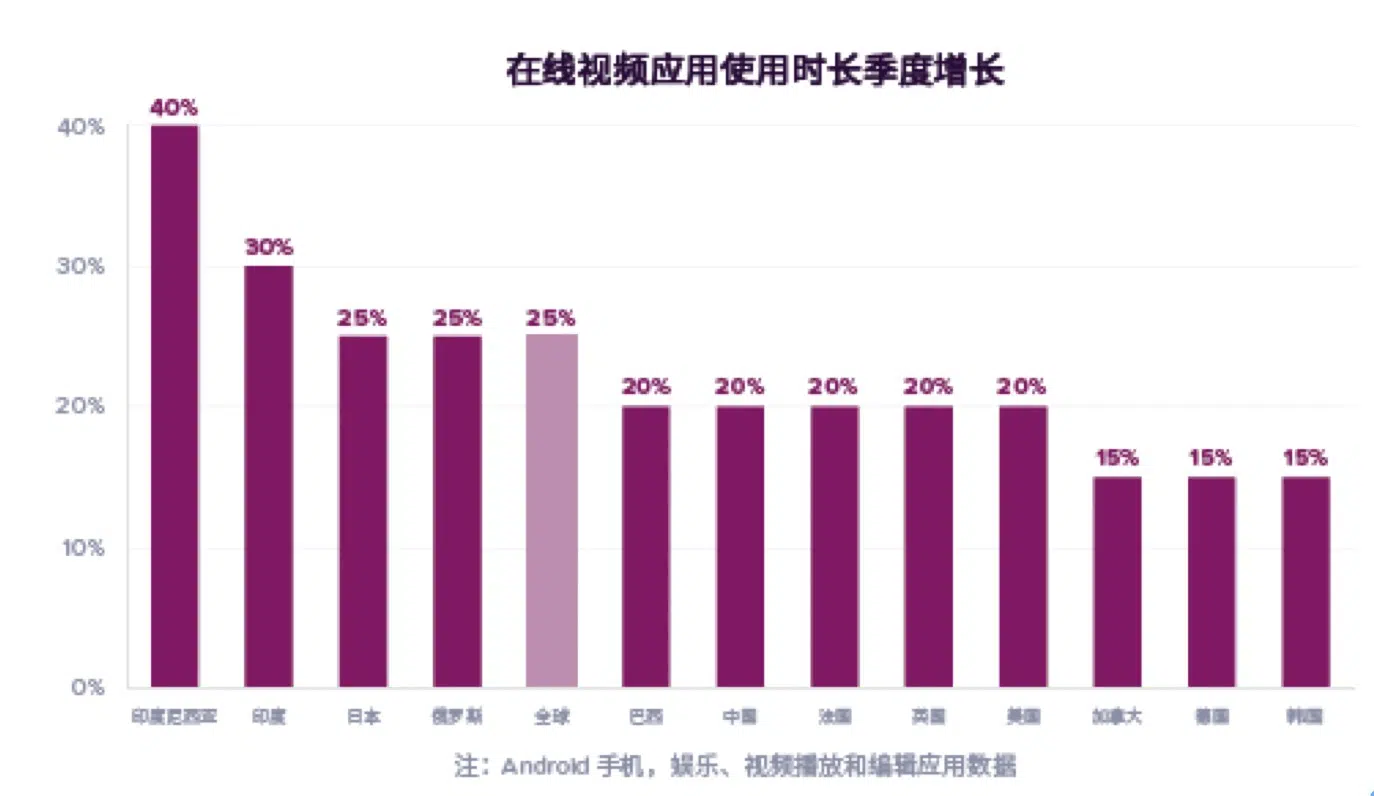 在线视频应用使用时长季度增长
40%
40%
30%
30%
25% 25% 25%
20% 20% 20% 20% 20%
20%
15% 15% 15%
10%
0%
印度尼西亚 印度 日本 俄罗斯 全球 巴西 中国 法国 英国 美国 加拿大 德国 韩国
注：Android 手机，娱乐、视频播放和编辑应用数据